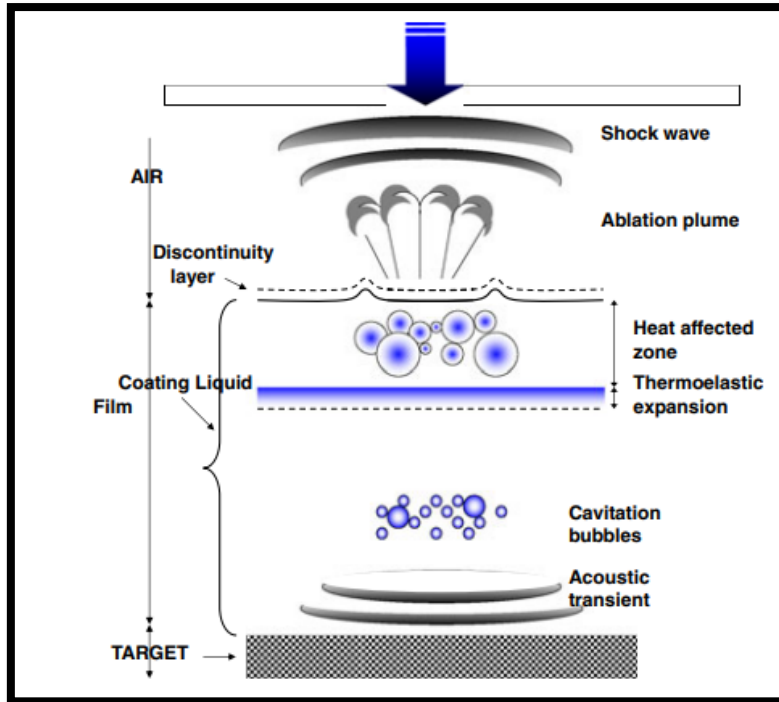 Shock wave
AIR
Ablation plume
Discontinuity
layer
Heat affected
zone
Coating Liquid
Film
Thermoelastic
expansion
Cavitation
bubbles
Acoustic
transient
TARGET